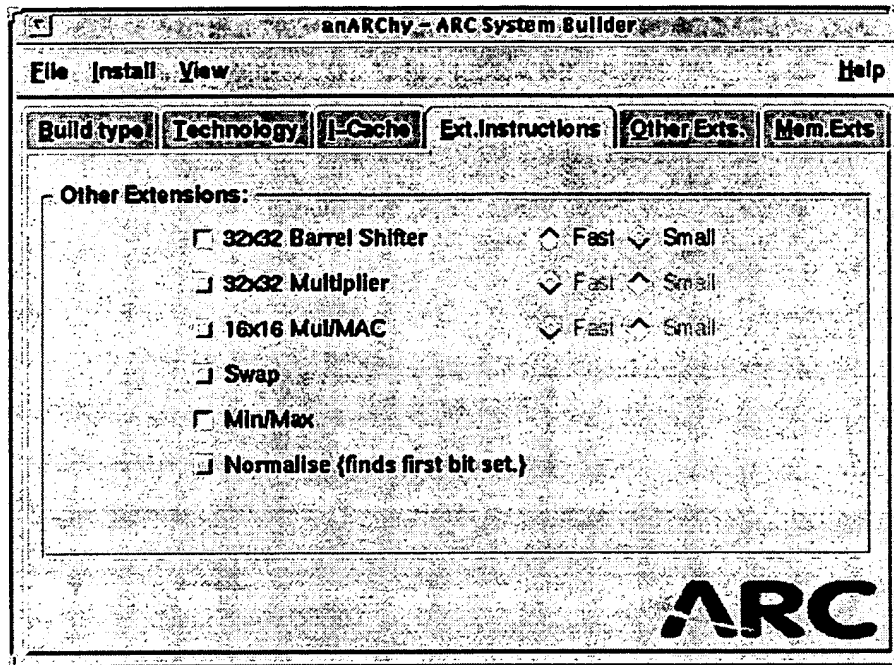 anARChy – ARC System Builder
File Install View Help
Build type Technology I-Cache Ext.Instructions Other Exts. Mem.Exts
Other Extensions:
32x32 Barrel Shifter Fast Small
32x32 Multiplier Fast Small
16x16 Mul/MAC Fast Small
Swap
Min/Max
Normalise {finds first bit set.}
ARC